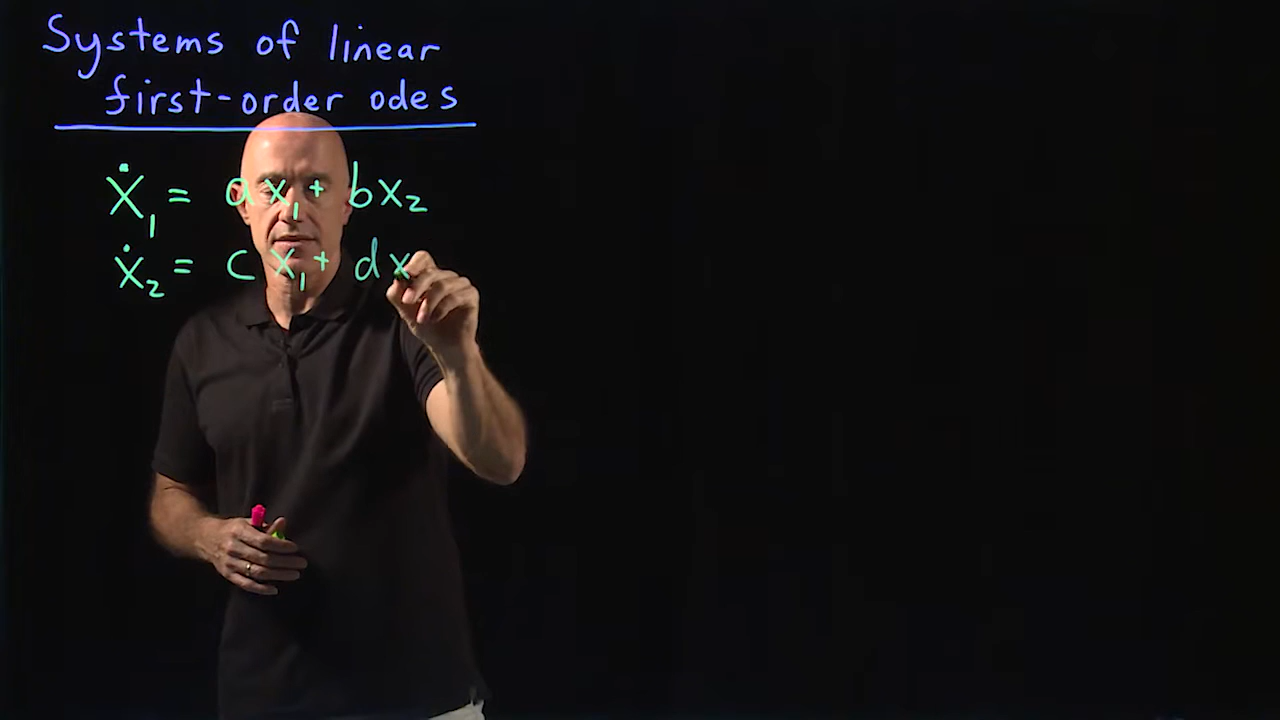 Systems of linear
first-order odes
ẋ₁ = ax₁ + bx₂
ẋ₂ = cx₁ + dx